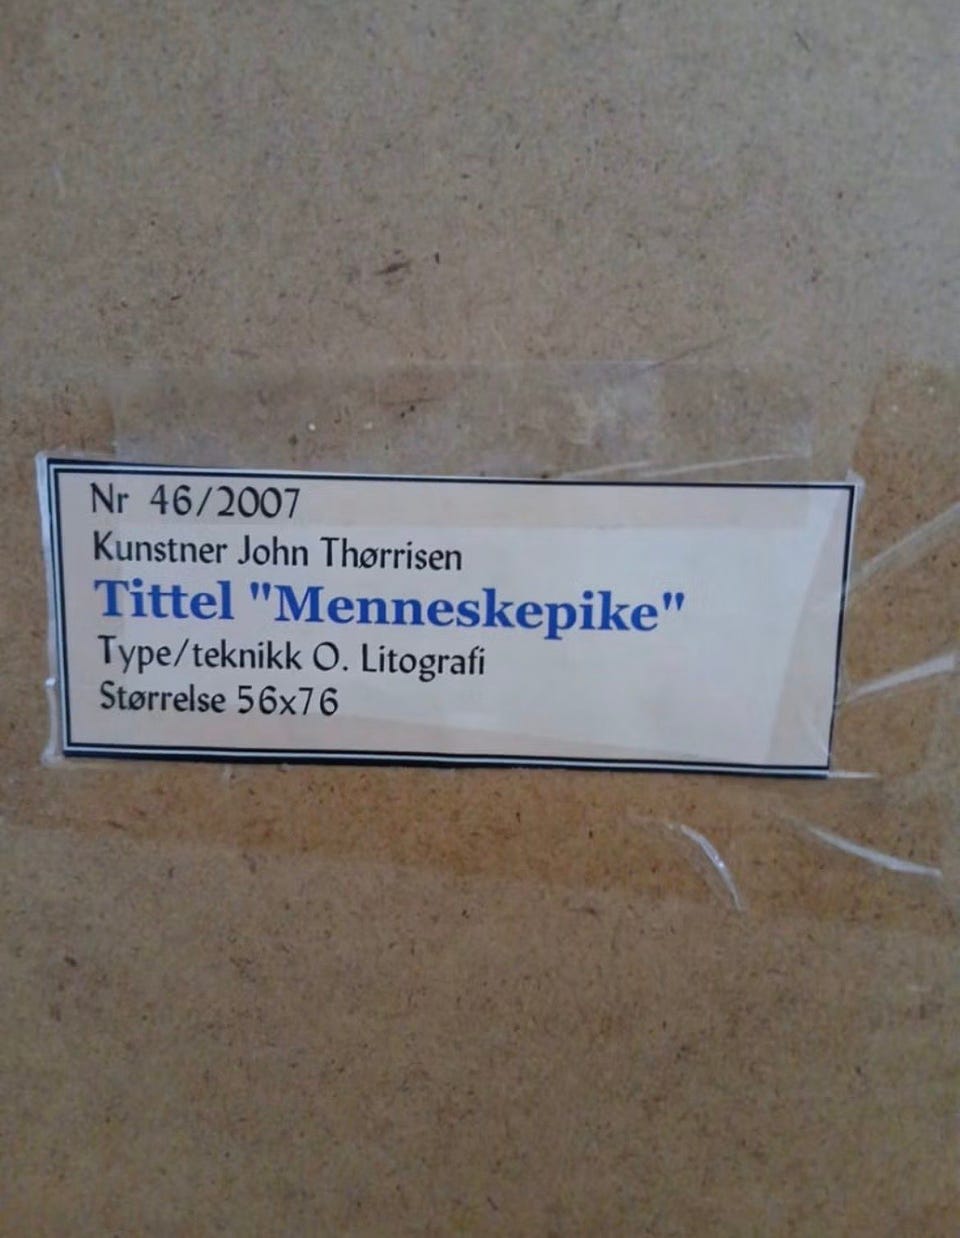 Nr 46/2007
Kunstner John Thørrisen
Tittel "Menneskepike"
Type/teknikk O. Litografi
Størrelse 56x76